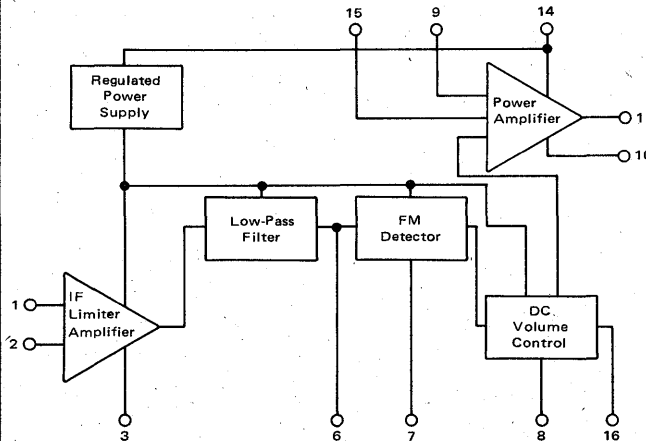 15
9
14
Regulated
Power
Supply
Power
Amplifier
1
10
Low-Pass
Filter
FM
Detector
1
2
IF
Limiter
Amplifier
DC
Volume
Control
3
6
7
8
16